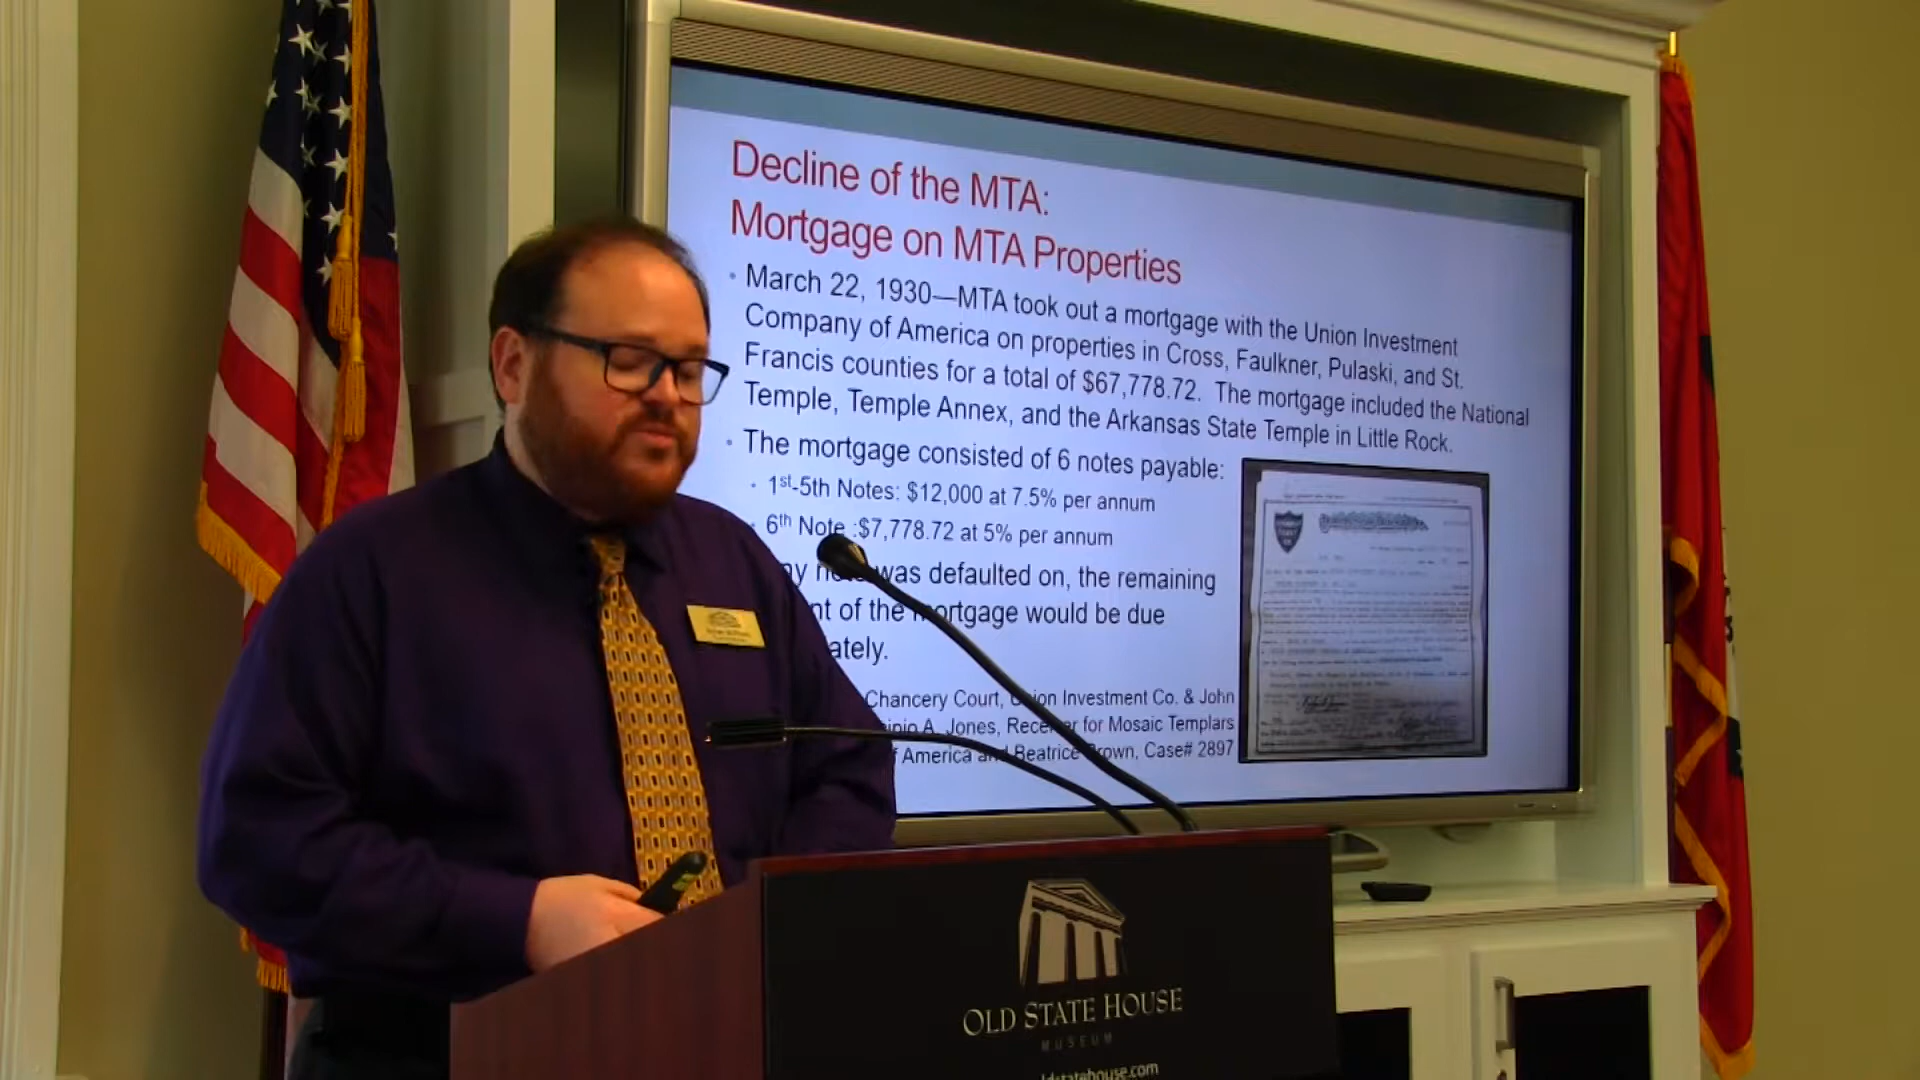 Decline of the MTA:
Mortgage on MTA Properties
• March 22, 1930—MTA took out a mortgage with the Union Investment
Company of America on properties in Cross, Faulkner, Pulaski, and St.
Francis counties for a total of $67,778.72. The mortgage included the National
Temple, Temple Annex, and the Arkansas State Temple in Little Rock.
• The mortgage consisted of 6 notes payable:
• 1st-5th Notes: $12,000 at 7.5% per annum
• 6th Note :$7,778.72 at 5% per annum
was defaulted on, the remaining
of the mortgage would be due
Chancery Court, Union Investment Co. & John
A. Jones, Receiver for Mosaic Templars
of America and Beatrice Brown, Case# 2897
OLD STATE HOUSE
MUSEUM